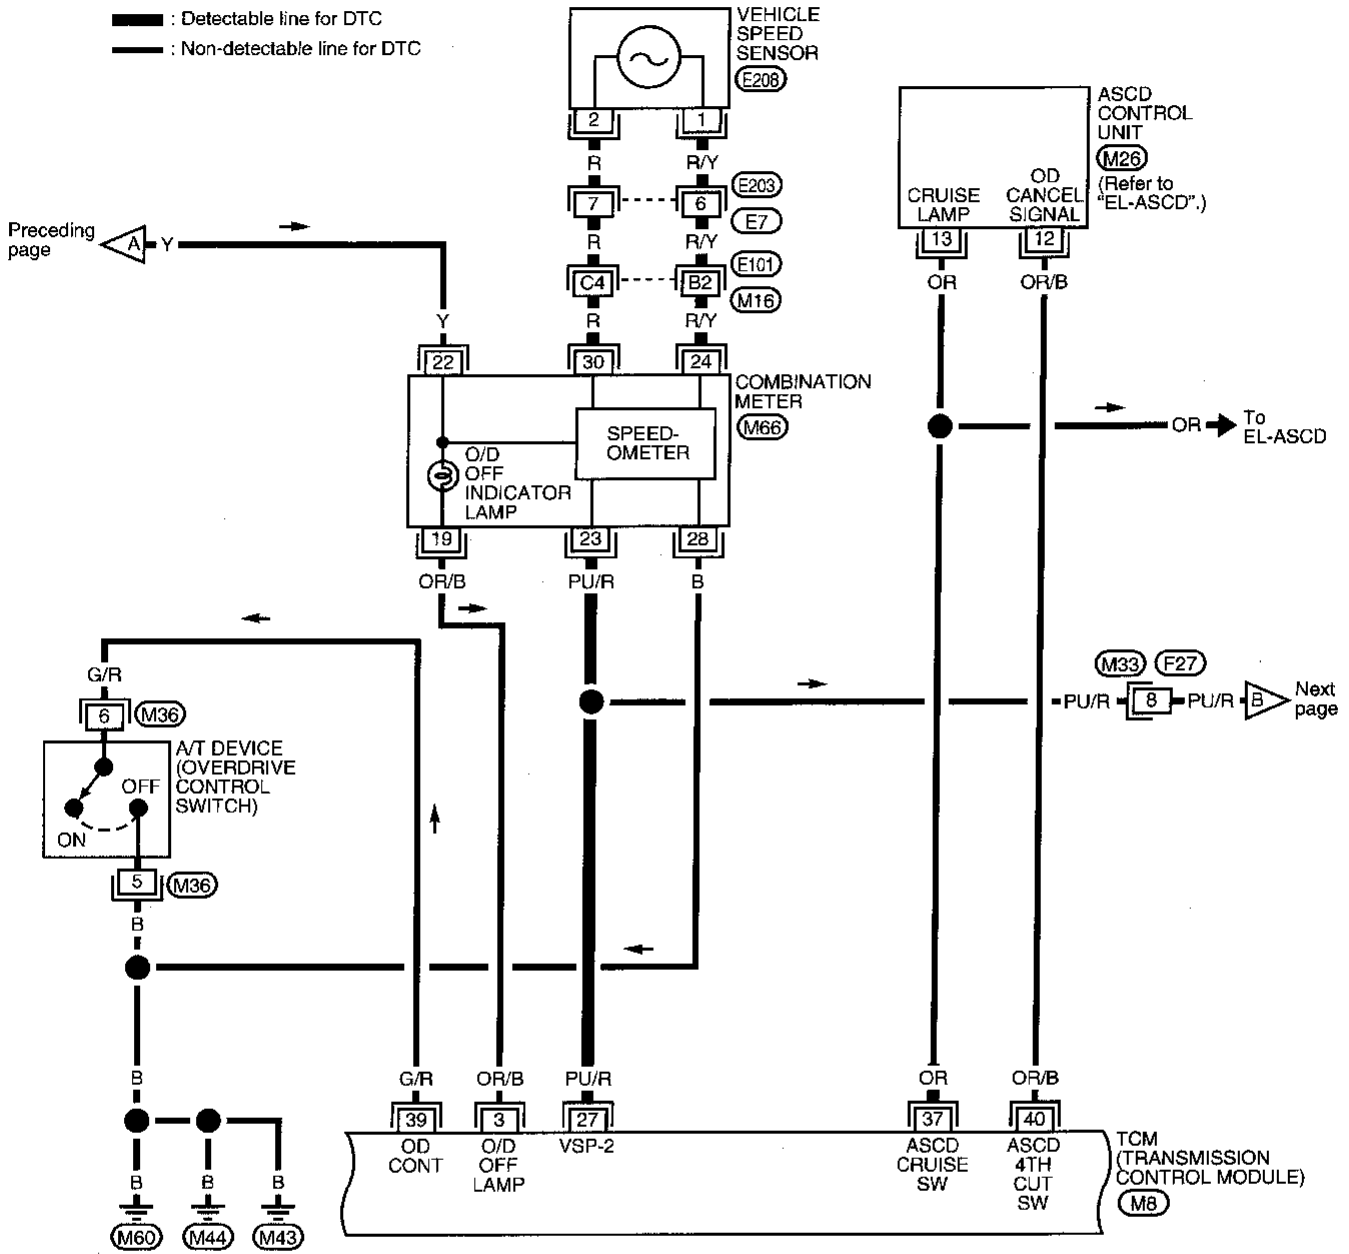 : Detectable line for DTC
: Non-detectable line for DTC
VEHICLE
SPEED
SENSOR
E208
2 1
R R/Y
7 6
E203
E7
R R/Y
C4 B2
E101
M16
R R/Y
ASCD
CONTROL
UNIT
M26
(Refer to
"EL-ASCD".)
CRUISE
LAMP
OD
CANCEL
SIGNAL
13 12
OR OR/B
Preceding
page
A Y
Y
22 30 24
COMBINATION
METER
M66
SPEED-
OMETER
O/D
OFF
INDICATOR
LAMP
OR To
EL-ASCD
19 23 28
OR/B PU/R B
G/R
6 M36
A/T DEVICE
(OVERDRIVE
CONTROL
SWITCH)
OFF
ON
5 M36
B
M33 F27
PU/R 8 PU/R B
Next
page
B
G/R OR/B PU/R OR OR/B
39 3 27 37 40
OD
CONT
O/D
OFF
LAMP
VSP-2
ASCD
CRUISE
SW
ASCD
4TH
CUT
SW
TCM
(TRANSMISSION
CONTROL MODULE)
M8
B B B
M60 M44 M43